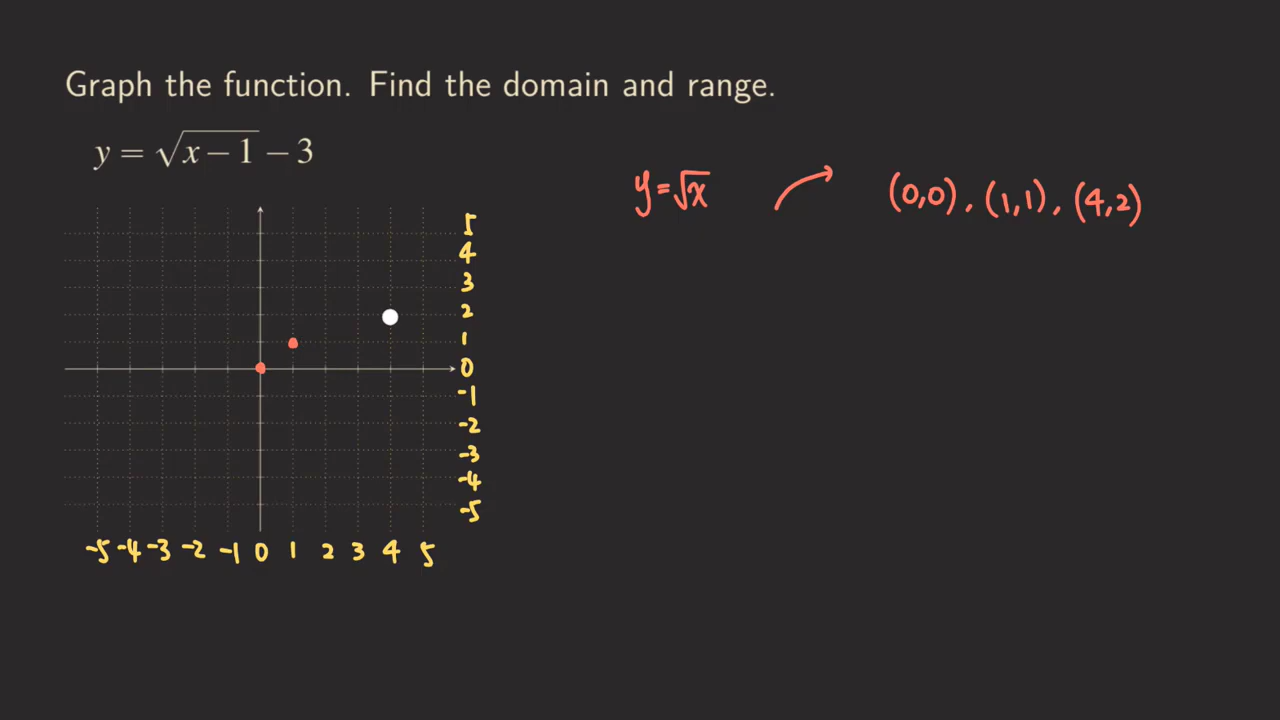 Graph the function. Find the domain and range.
y = √(x − 1) − 3
y=√x (0,0), (1,1), (4,2)
5
4
3
2
1
0
-1
-2
-3
-4
-5
-5 -4 -3 -2 -1 0 1 2 3 4 5